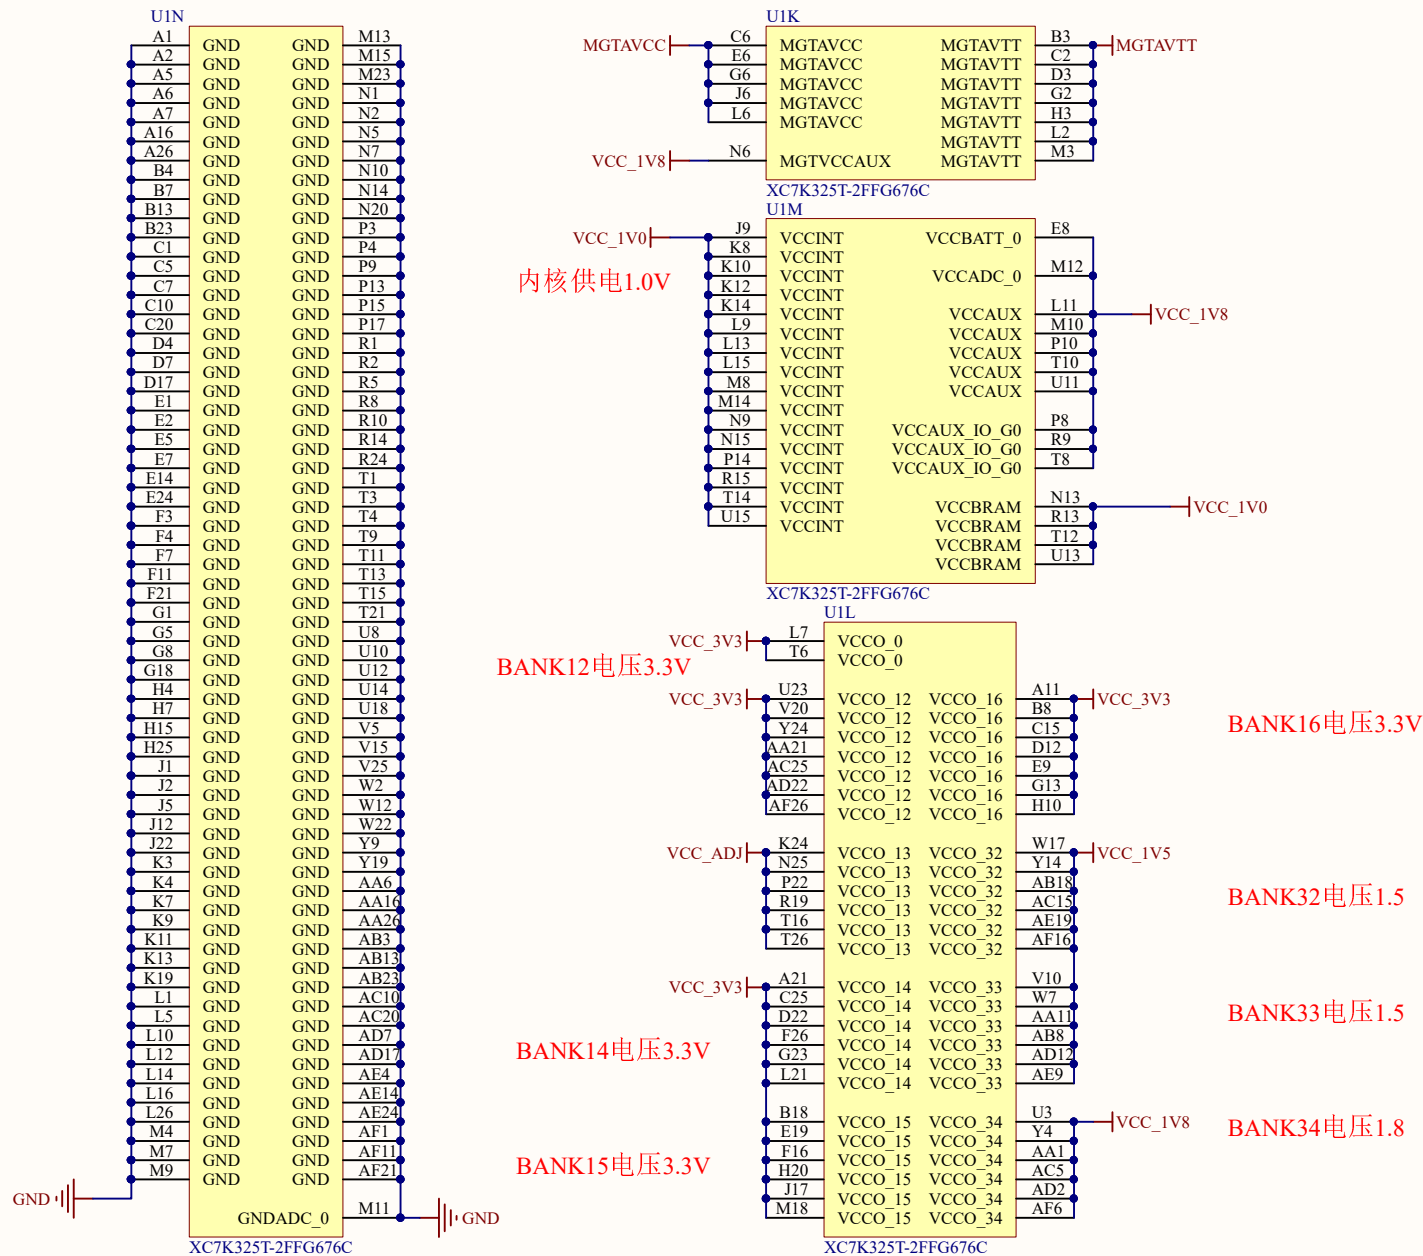 U1N
A1 GND GND M13
A2 GND GND M15
A5 GND GND M23
A6 GND GND N1
A7 GND GND N2
A16 GND GND N5
A26 GND GND N7
B4 GND GND N10
B7 GND GND N14
B13 GND GND N20
B23 GND GND P3
C1 GND GND P4
C5 GND GND P9
C7 GND GND P13
C10 GND GND P15
C20 GND GND P17
D4 GND GND R1
D7 GND GND R2
D17 GND GND R5
E1 GND GND R8
E2 GND GND R10
E5 GND GND R14
E7 GND GND R24
E14 GND GND T1
E24 GND GND T3
F3 GND GND T4
F4 GND GND T9
F7 GND GND T11
F11 GND GND T13
F21 GND GND T15
G1 GND GND T21
G5 GND GND U8
G8 GND GND U10
G18 GND GND U12
H4 GND GND U14
H7 GND GND U18
H15 GND GND V5
H25 GND GND V15
J1 GND GND V25
J2 GND GND W2
J5 GND GND W12
J12 GND GND W22
J22 GND GND Y9
K3 GND GND Y19
K4 GND GND AA6
K7 GND GND AA16
K9 GND GND AA26
K11 GND GND AB3
K13 GND GND AB13
K19 GND GND AB23
L1 GND GND AC10
L5 GND GND AC20
L10 GND GND AD7
L12 GND GND AD17
L14 GND GND AE4
L16 GND GND AE14
L26 GND GND AE24
M4 GND GND AF1
M7 GND GND AF11
M9 GND GND AF21
GND
GNDADC_0 M11 GND
XC7K325T-2FFG676C
U1K
MGTAVCC C6 MGTAVCC MGTAVTT B3 MGTAVTT
E6 MGTAVCC MGTAVTT C2
G6 MGTAVCC MGTAVTT D3
J6 MGTAVCC MGTAVTT G2
L6 MGTAVCC MGTAVTT H3
MGTAVTT L2
VCC_1V8 N6 MGTVCCAUX MGTAVTT M3
XC7K325T-2FFG676C
U1M
VCC_1V0 J9 VCCINT VCCBATT_0 E8
K8 VCCINT
内核供电1.0V
K10 VCCINT VCCADC_0 M12
K12 VCCINT
K14 VCCINT VCCAUX L11 VCC_1V8
L9 VCCINT VCCAUX M10
L13 VCCINT VCCAUX P10
L15 VCCINT VCCAUX T10
M8 VCCINT VCCAUX U11
M14 VCCINT
N9 VCCINT VCCAUX_IO_G0 P8
N15 VCCINT VCCAUX_IO_G0 R9
P14 VCCINT VCCAUX_IO_G0 T8
R15 VCCINT
T14 VCCINT VCCBRAM N13 VCC_1V0
U15 VCCINT VCCBRAM R13
VCCBRAM T12
VCCBRAM U13
XC7K325T-2FFG676C
U1L
VCC_3V3 L7 VCCO_0
T6 VCCO_0
BANK12电压3.3V
VCC_3V3 U23 VCCO_12 VCCO_16 A11 VCC_3V3
V20 VCCO_12 VCCO_16 B8
BANK16电压3.3V
Y24 VCCO_12 VCCO_16 C15
AA21 VCCO_12 VCCO_16 D12
AC25 VCCO_12 VCCO_16 E9
AD22 VCCO_12 VCCO_16 G13
AF26 VCCO_12 VCCO_16 H10
VCC_ADJ K24 VCCO_13 VCCO_32 W17 VCC_1V5
N25 VCCO_13 VCCO_32 Y14
P22 VCCO_13 VCCO_32 AB18
BANK32电压1.5
R19 VCCO_13 VCCO_32 AC15
T16 VCCO_13 VCCO_32 AE19
T26 VCCO_13 VCCO_32 AF16
VCC_3V3 A21 VCCO_14 VCCO_33 V10
C25 VCCO_14 VCCO_33 W7
BANK33电压1.5
D22 VCCO_14 VCCO_33 AA11
F26 VCCO_14 VCCO_33 AB8
BANK14电压3.3V
G23 VCCO_14 VCCO_33 AD12
L21 VCCO_14 VCCO_33 AE9
B18 VCCO_15 VCCO_34 U3 VCC_1V8
BANK34电压1.8
E19 VCCO_15 VCCO_34 Y4
F16 VCCO_15 VCCO_34 AA1
BANK15电压3.3V
H20 VCCO_15 VCCO_34 AC5
J17 VCCO_15 VCCO_34 AD2
M18 VCCO_15 VCCO_34 AF6
XC7K325T-2FFG676C